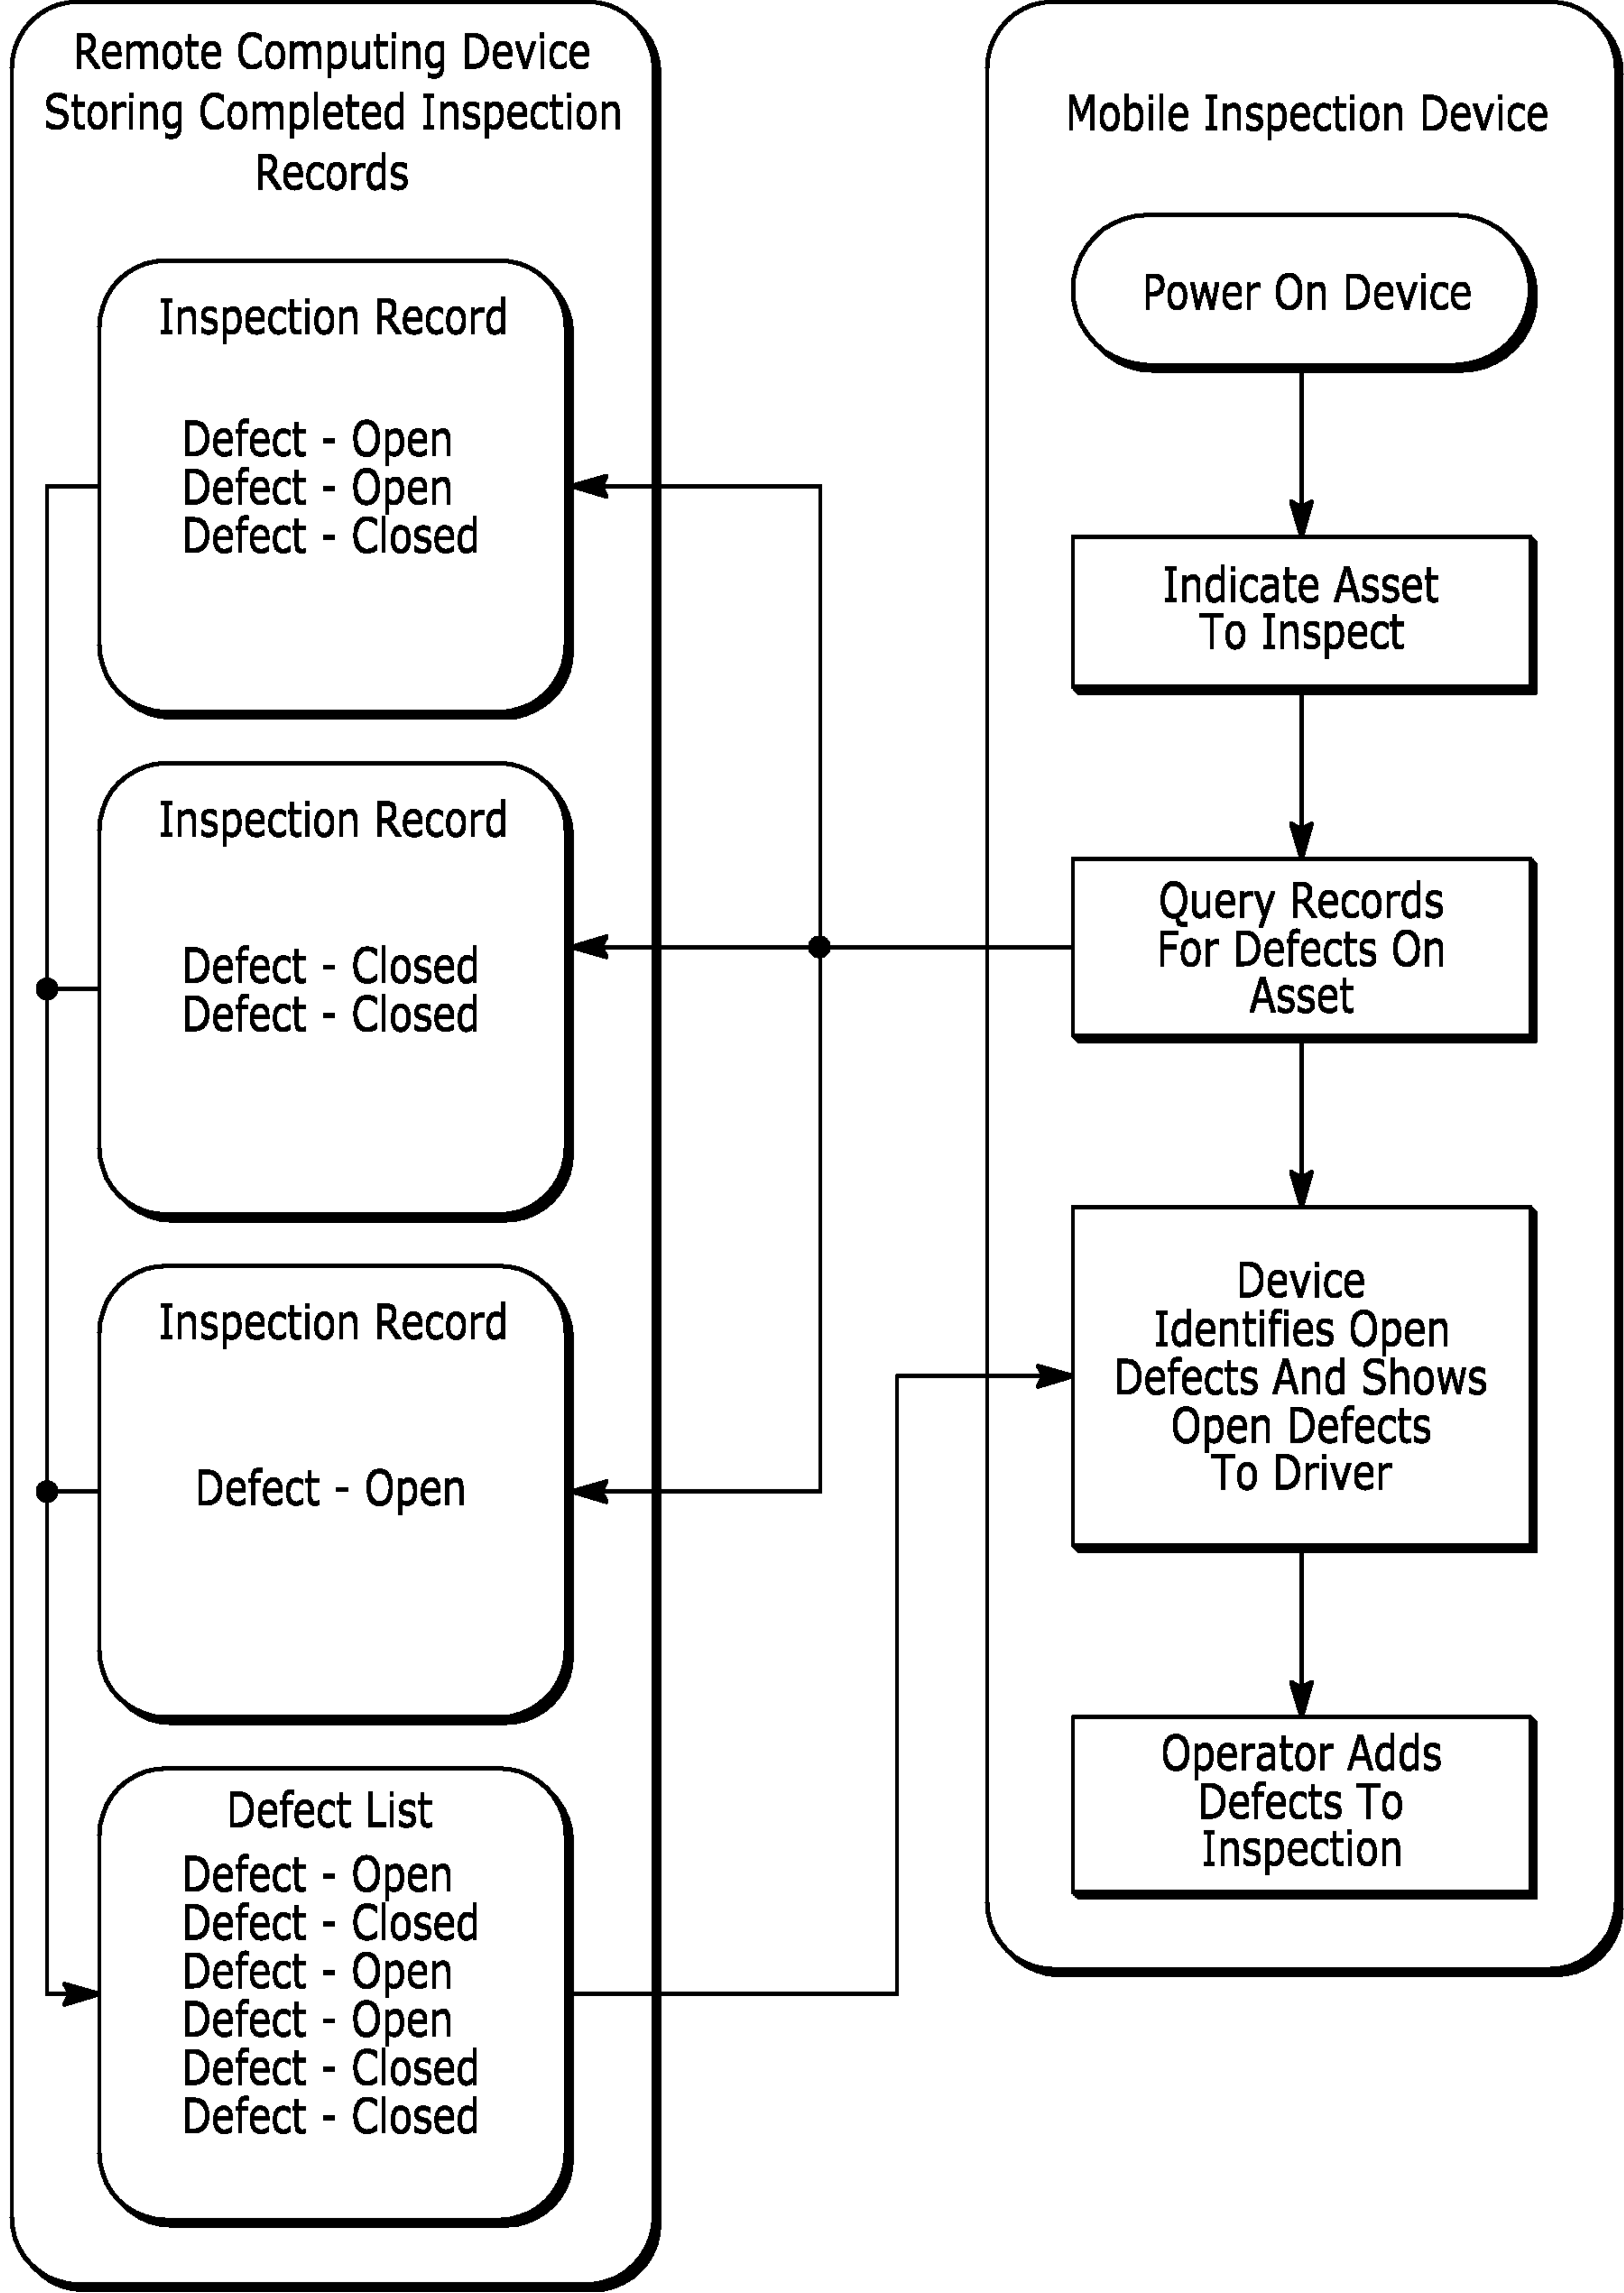 Remote Computing Device
Storing Completed Inspection
Records
Inspection Record
Defect - Open
Defect - Open
Defect - Closed
Inspection Record
Defect - Closed
Defect - Closed
Inspection Record
Defect - Open
Defect List
Defect - Open
Defect - Closed
Defect - Open
Defect - Open
Defect - Closed
Defect - Closed
Mobile Inspection Device
Power On Device
Indicate Asset
To Inspect
Query Records
For Defects On
Asset
Device
Identifies Open
Defects And Shows
Open Defects
To Driver
Operator Adds
Defects To
Inspection